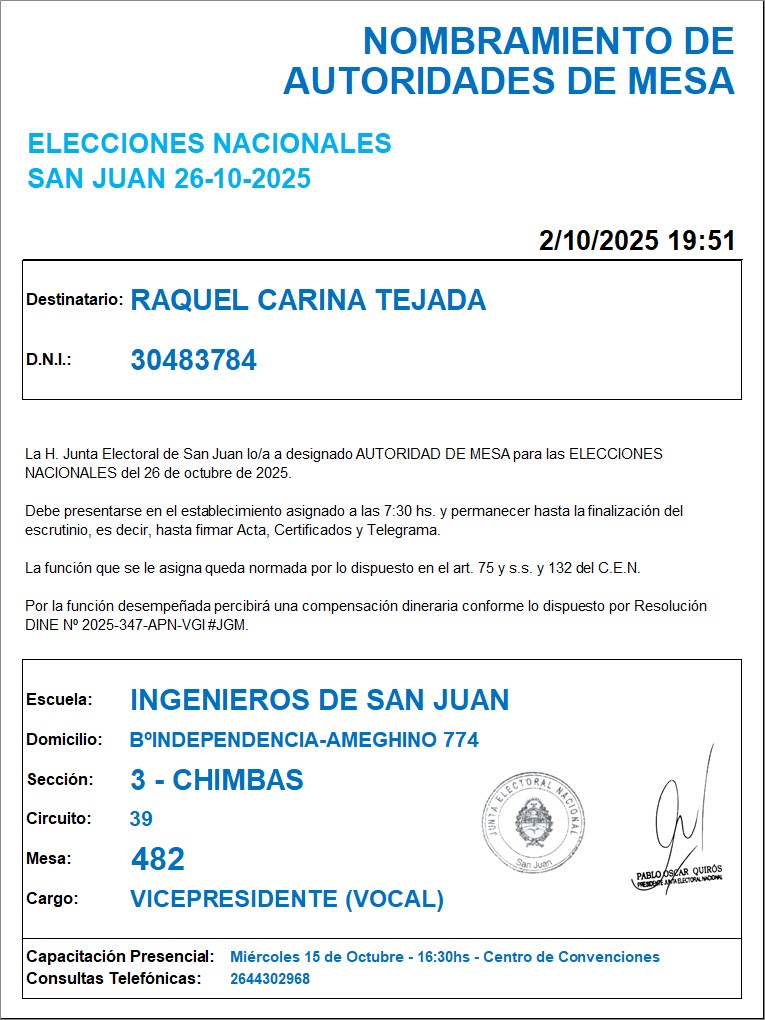 NOMBRAMIENTO DE
AUTORIDADES DE MESA
ELECCIONES NACIONALES
SAN JUAN 26-10-2025
2/10/2025 19:51
Destinatario: RAQUEL CARINA TEJADA
D.N.I.: 30483784
La H. Junta Electoral de San Juan lo/a a designado AUTORIDAD DE MESA para las ELECCIONES
NACIONALES del 26 de octubre de 2025.
Debe presentarse en el establecimiento asignado a las 7:30 hs. y permanecer hasta la finalización del
escrutinio, es decir, hasta firmar Acta, Certificados y Telegrama.
La función que se le asigna queda normada por lo dispuesto en el art. 75 y s.s. y 132 del C.E.N.
Por la función desempeñada percibirá una compensación dineraria conforme lo dispuesto por Resolución
DINE Nº 2025-347-APN-VGI#JGM.
Escuela: INGENIEROS DE SAN JUAN
Domicilio: BºINDEPENDENCIA-AMEGHINO 774
Sección: 3 - CHIMBAS
Circuito: 39
Mesa: 482
Cargo: VICEPRESIDENTE (VOCAL)
JUNTA ELECTORAL NACIONAL
San Juan
PABLO OSCAR QUIRÓS
PRESIDENTE JUNTA ELECTORAL NACIONAL
Capacitación Presencial: Miércoles 15 de Octubre - 16:30hs - Centro de Convenciones
Consultas Telefónicas: 2644302968